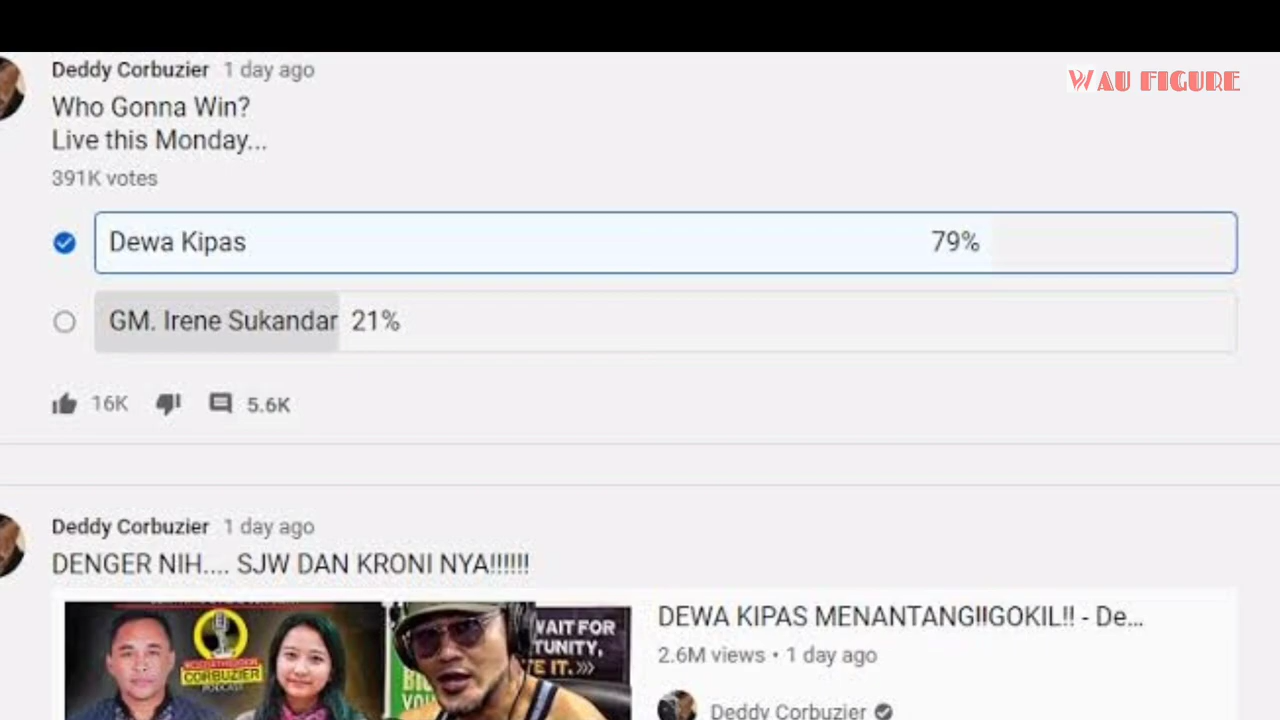 WAU FIGURE
Deddy Corbuzier 1 day ago
Who Gonna Win?
Live this Monday...
391K votes
Dewa Kipas 79%
GM. Irene Sukandar 21%
16K 5.6K
Deddy Corbuzier 1 day ago
DENGER NIH.... SJW DAN KRONI NYA!!!!!!
CORBUZIER
PODCAST
WAIT FOR
TUNITY,
E IT. >>>
DEWA KIPAS MENANTANG!!GOKIL!! - De...
2.6M views • 1 day ago
Deddy Corbuzier